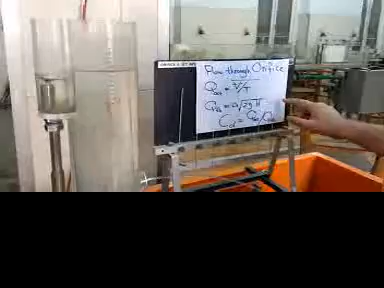 Flow through Orifice
Qact = V/T
Qth = a√2gH
Cd = Qact/Qth